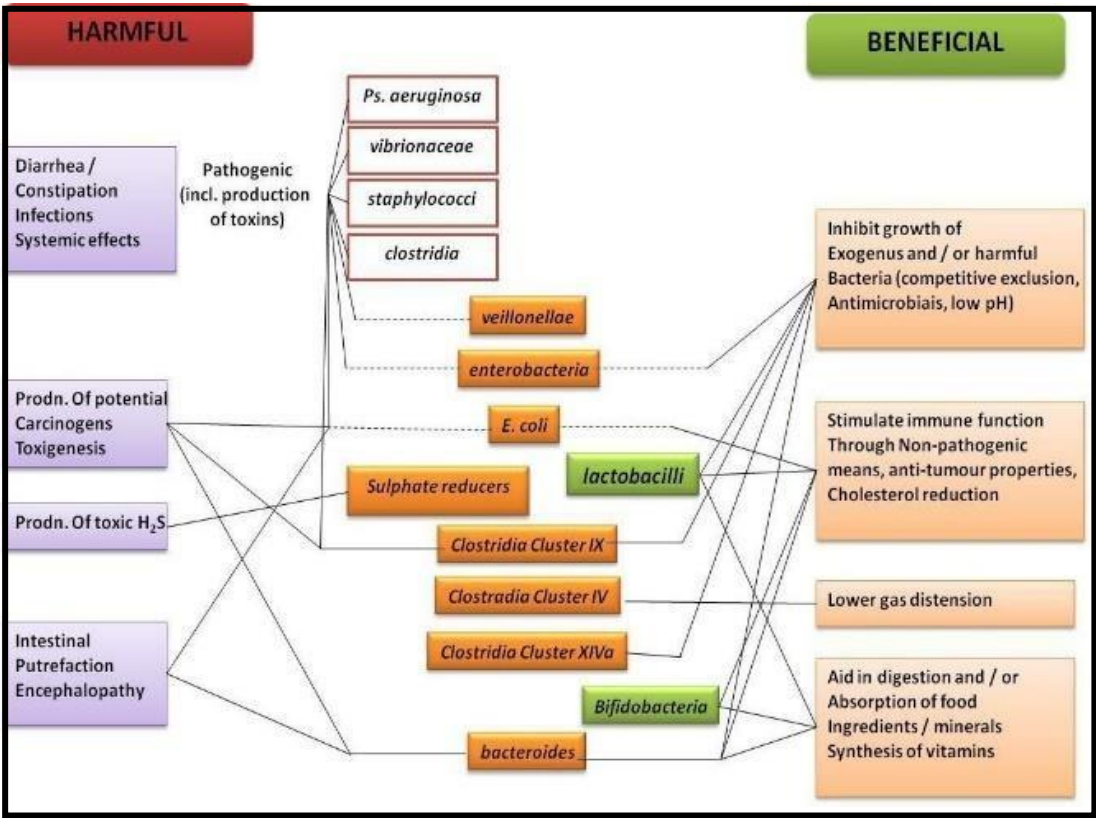 HARMFUL
BENEFICIAL
Diarrhea /
Constipation
Infections
Systemic effects
Pathogenic
(incl. production
of toxins)
Ps. aeruginosa
vibrionaceae
staphylococci
clostridia
veillonellae
enterobacteria
E. coli
lactobacilli
Sulphate reducers
Clostridia Cluster IX
Clostradia Cluster IV
Clostridia Cluster XIVa
Bifidobacteria
bacteroides
Prodn. Of potential
Carcinogens
Toxigenesis
Prodn. Of toxic H₂S
Intestinal
Putrefaction
Encephalopathy
Inhibit growth of
Exogenus and / or harmful
Bacteria (competitive exclusion,
Antimicrobiais, low pH)
Stimulate immune function
Through Non-pathogenic
means, anti-tumour properties,
Cholesterol reduction
Lower gas distension
Aid in digestion and / or
Absorption of food
Ingredients / minerals
Synthesis of vitamins